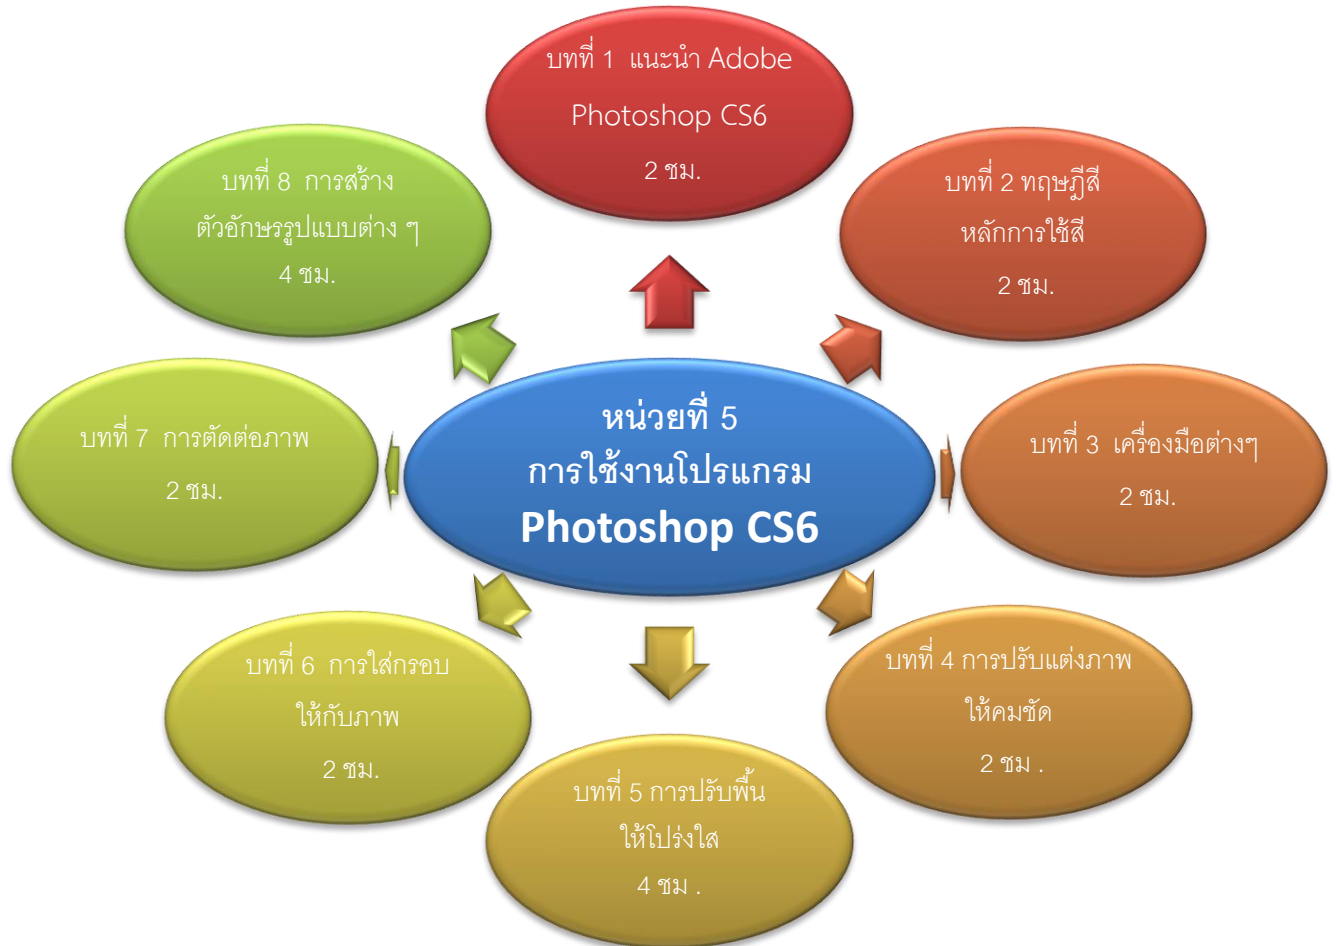 บทที่ 1  แนะนำ Adobe
Photoshop CS6
2 ชม.
บทที่ 2 ทฤษฎีสี
หลักการใช้สี
2 ชม.
บทที่ 3  เครื่องมือต่างๆ
2 ชม.
บทที่ 4 การปรับแต่งภาพ
ให้คมชัด
2 ชม .
บทที่ 5 การปรับพื้น
ให้โปร่งใส
4 ชม .
บทที่ 6  การใส่กรอบ
ให้กับภาพ
2 ชม.
บทที่ 7  การตัดต่อภาพ
2 ชม.
บทที่ 8  การสร้าง
ตัวอักษรรูปแบบต่าง ๆ
4 ชม.
หน่วยที่ 5
การใช้งานโปรแกรม
Photoshop CS6